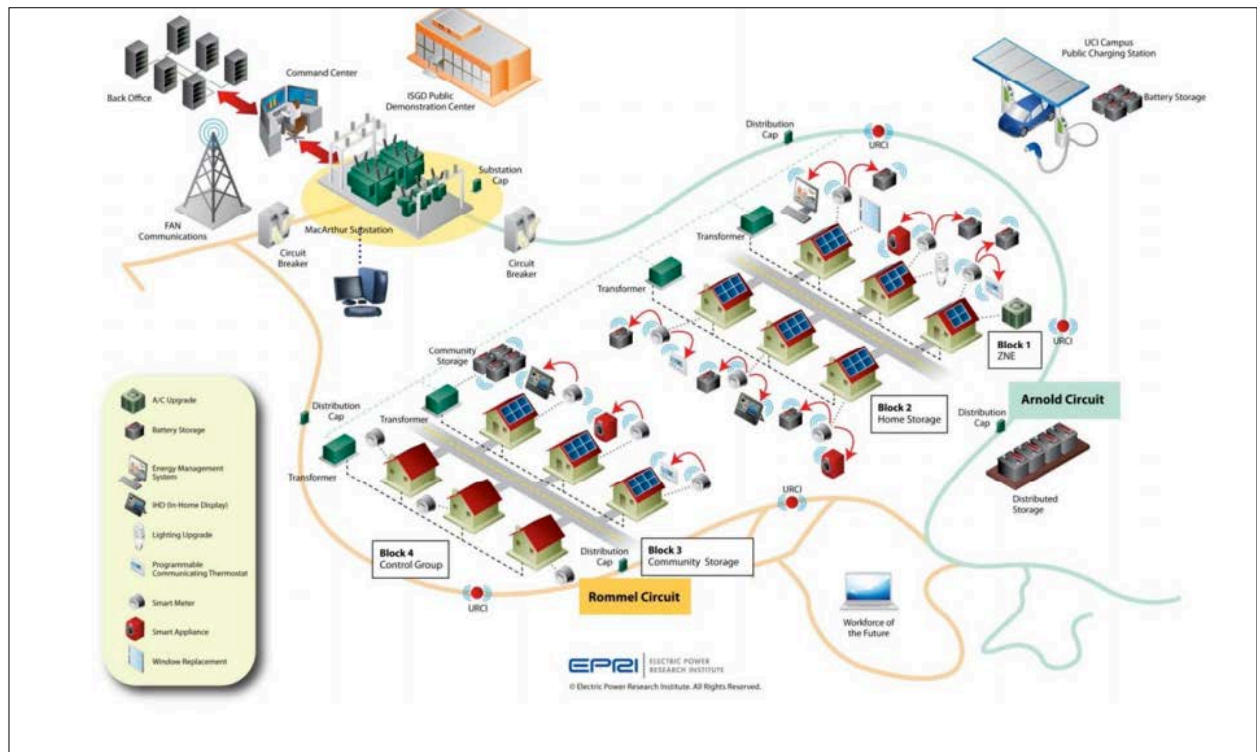 Back Office
Command Center
ISGD Public
Demonstration Center
UCI Campus
Public Charging Station
Battery Storage
Distribution
Cap
URCI
Substation
Cap
FAN
Communications
MacArthur Substation
Circuit
Breaker
Circuit
Breaker
Transformer
Transformer
Block 1
ZNE
URCI
Community
Storage
Block 2
Home Storage
Arnold Circuit
Distribution
Cap
Distribution
Cap
Transformer
Transformer
Distributed
Storage
URCI
Block 4
Control Group
Distribution
Cap
Block 3
Community Storage
URCI
Rommel Circuit
Workforce of
the Future
A/C Upgrade
Battery Storage
Energy Management
System
IHD (In-Home Display)
Lighting Upgrade
Programmable
Communicating Thermostat
Smart Meter
Smart Appliance
Window Replacement
EPRI
ELECTRIC POWER
RESEARCH INSTITUTE
© Electric Power Research Institute. All Rights Reserved.